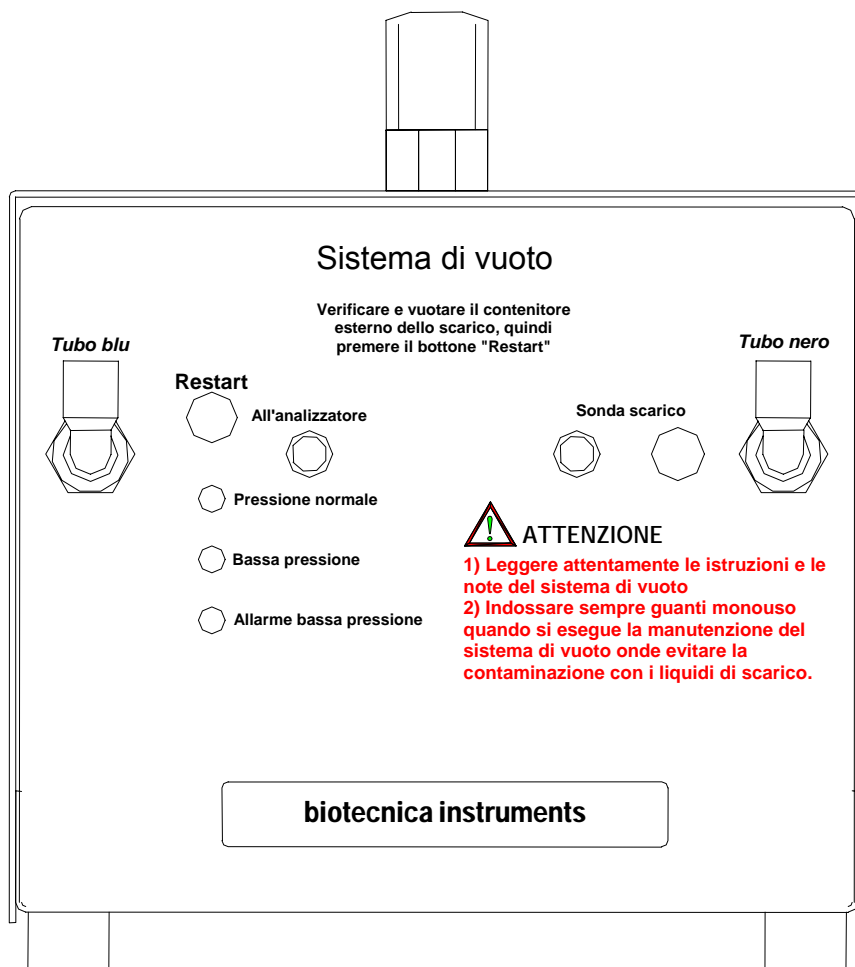 Sistema di vuoto
Verificare e vuotare il contenitore
esterno dello scarico, quindi
premere il bottone "Restart"
Tubo blu
Tubo nero
Restart
All'analizzatore
Sonda scarico
Pressione normale
Bassa pressione
Allarme bassa pressione
! ATTENZIONE
1) Leggere attentamente le istruzioni e le
note del sistema di vuoto
2) Indossare sempre guanti monouso
quando si esegue la manutenzione del
sistema di vuoto onde evitare la
contaminazione con i liquidi di scarico.
biotecnica instruments